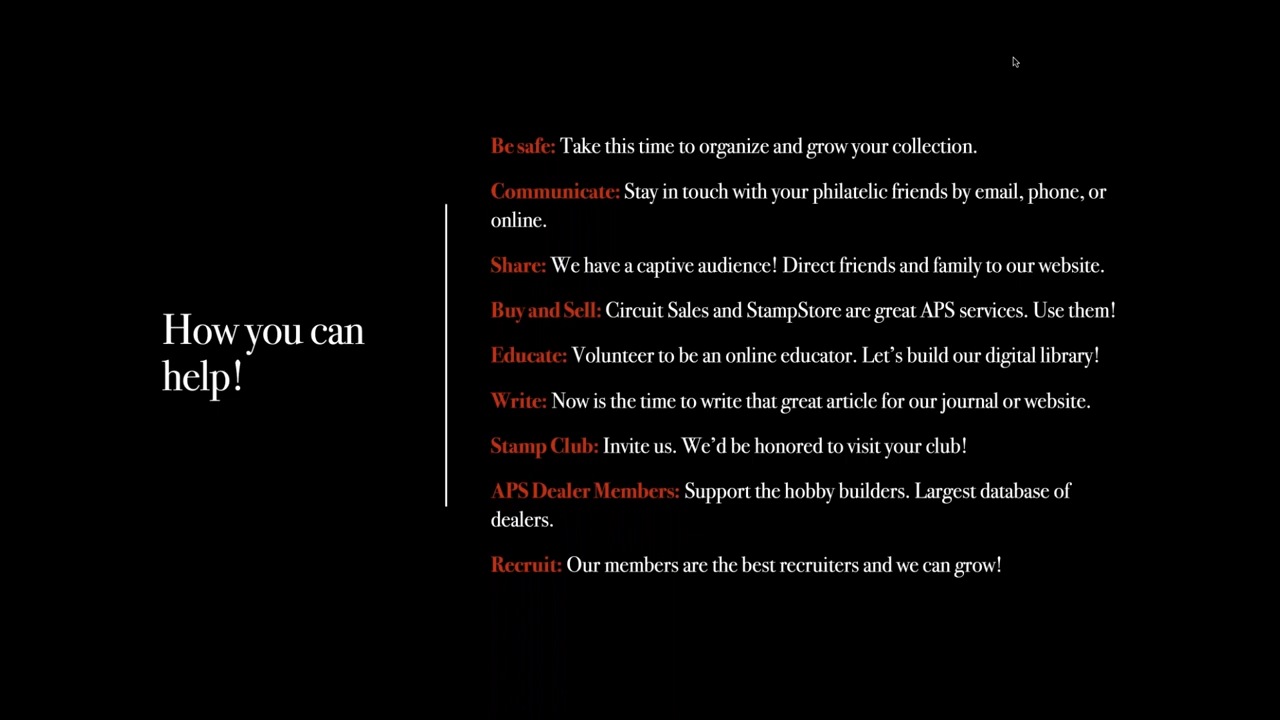 How you can
help!
Be safe: Take this time to organize and grow your collection.
Communicate: Stay in touch with your philatelic friends by email, phone, or
online.
Share: We have a captive audience! Direct friends and family to our website.
Buy and Sell: Circuit Sales and StampStore are great APS services. Use them!
Educate: Volunteer to be an online educator. Let’s build our digital library!
Write: Now is the time to write that great article for our journal or website.
Stamp Club: Invite us. We’d be honored to visit your club!
APS Dealer Members: Support the hobby builders. Largest database of
dealers.
Recruit: Our members are the best recruiters and we can grow!